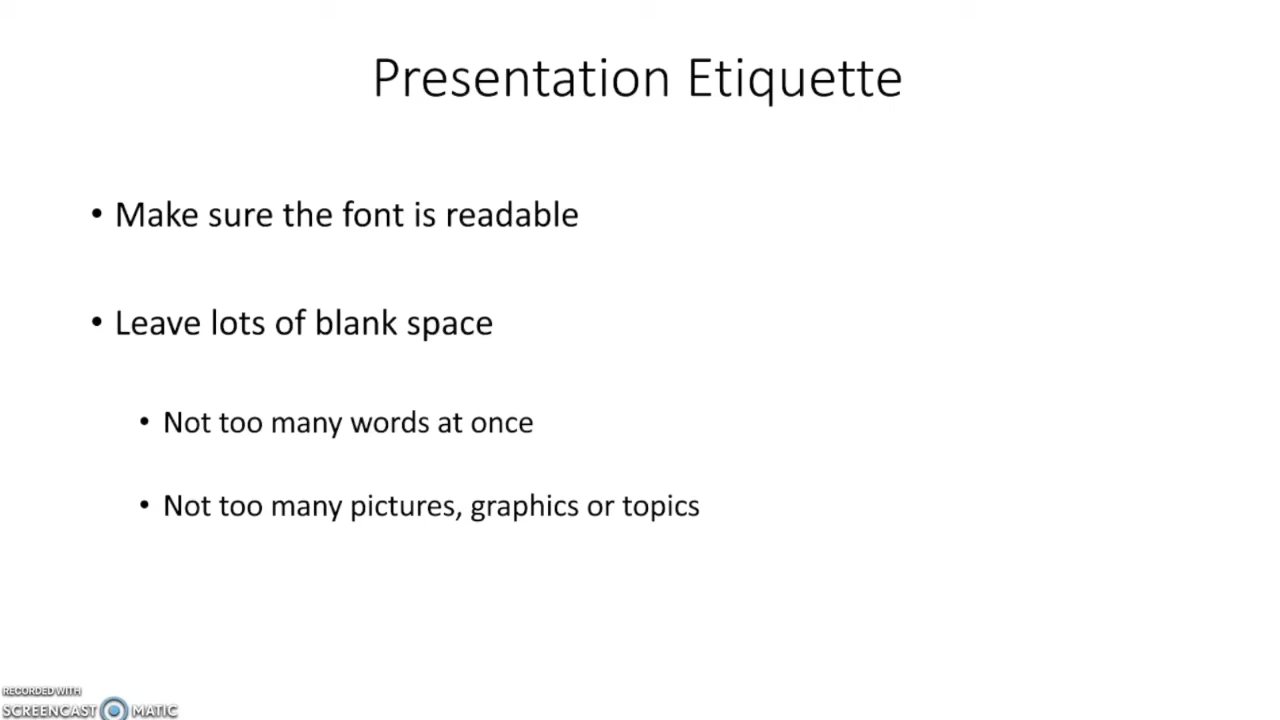 Presentation Etiquette
• Make sure the font is readable
• Leave lots of blank space
• Not too many words at once
• Not too many pictures, graphics or topics
RECORDED WITH
SCREENCAST MATIC